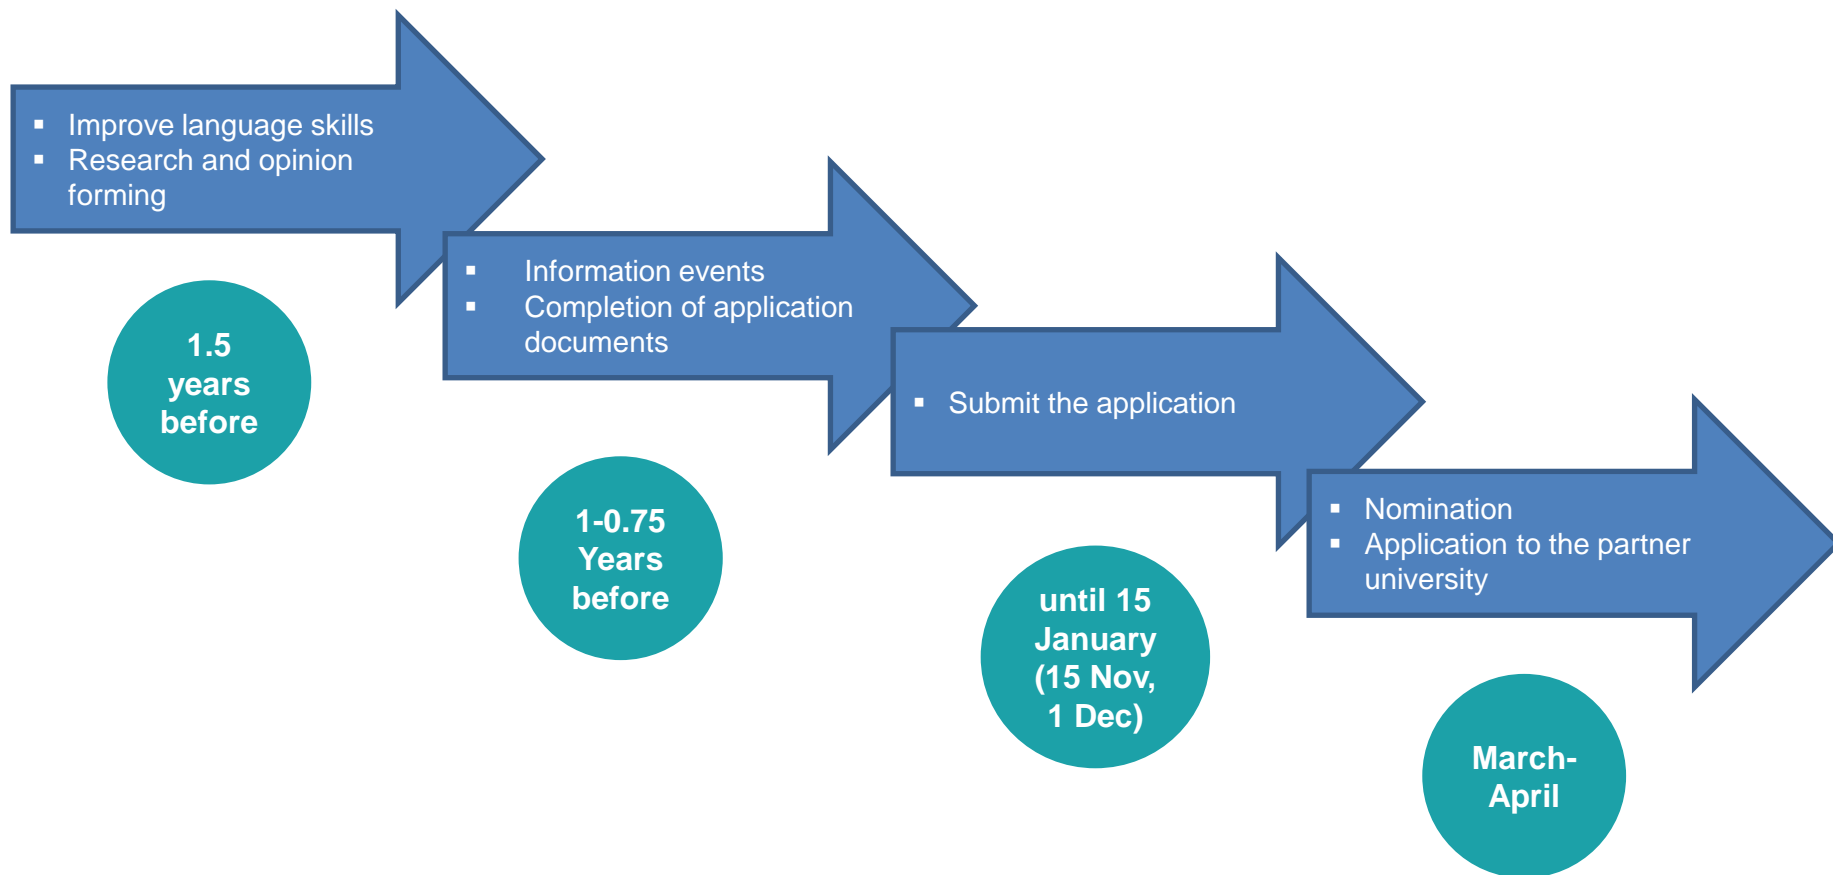 ▪ Improve language skills
▪ Research and opinion
forming
1.5
years
before
▪ Information events
▪ Completion of application
documents
1-0.75
Years
before
▪ Submit the application
until 15
January
(15 Nov,
1 Dec)
▪ Nomination
▪ Application to the partner
university
March-
April